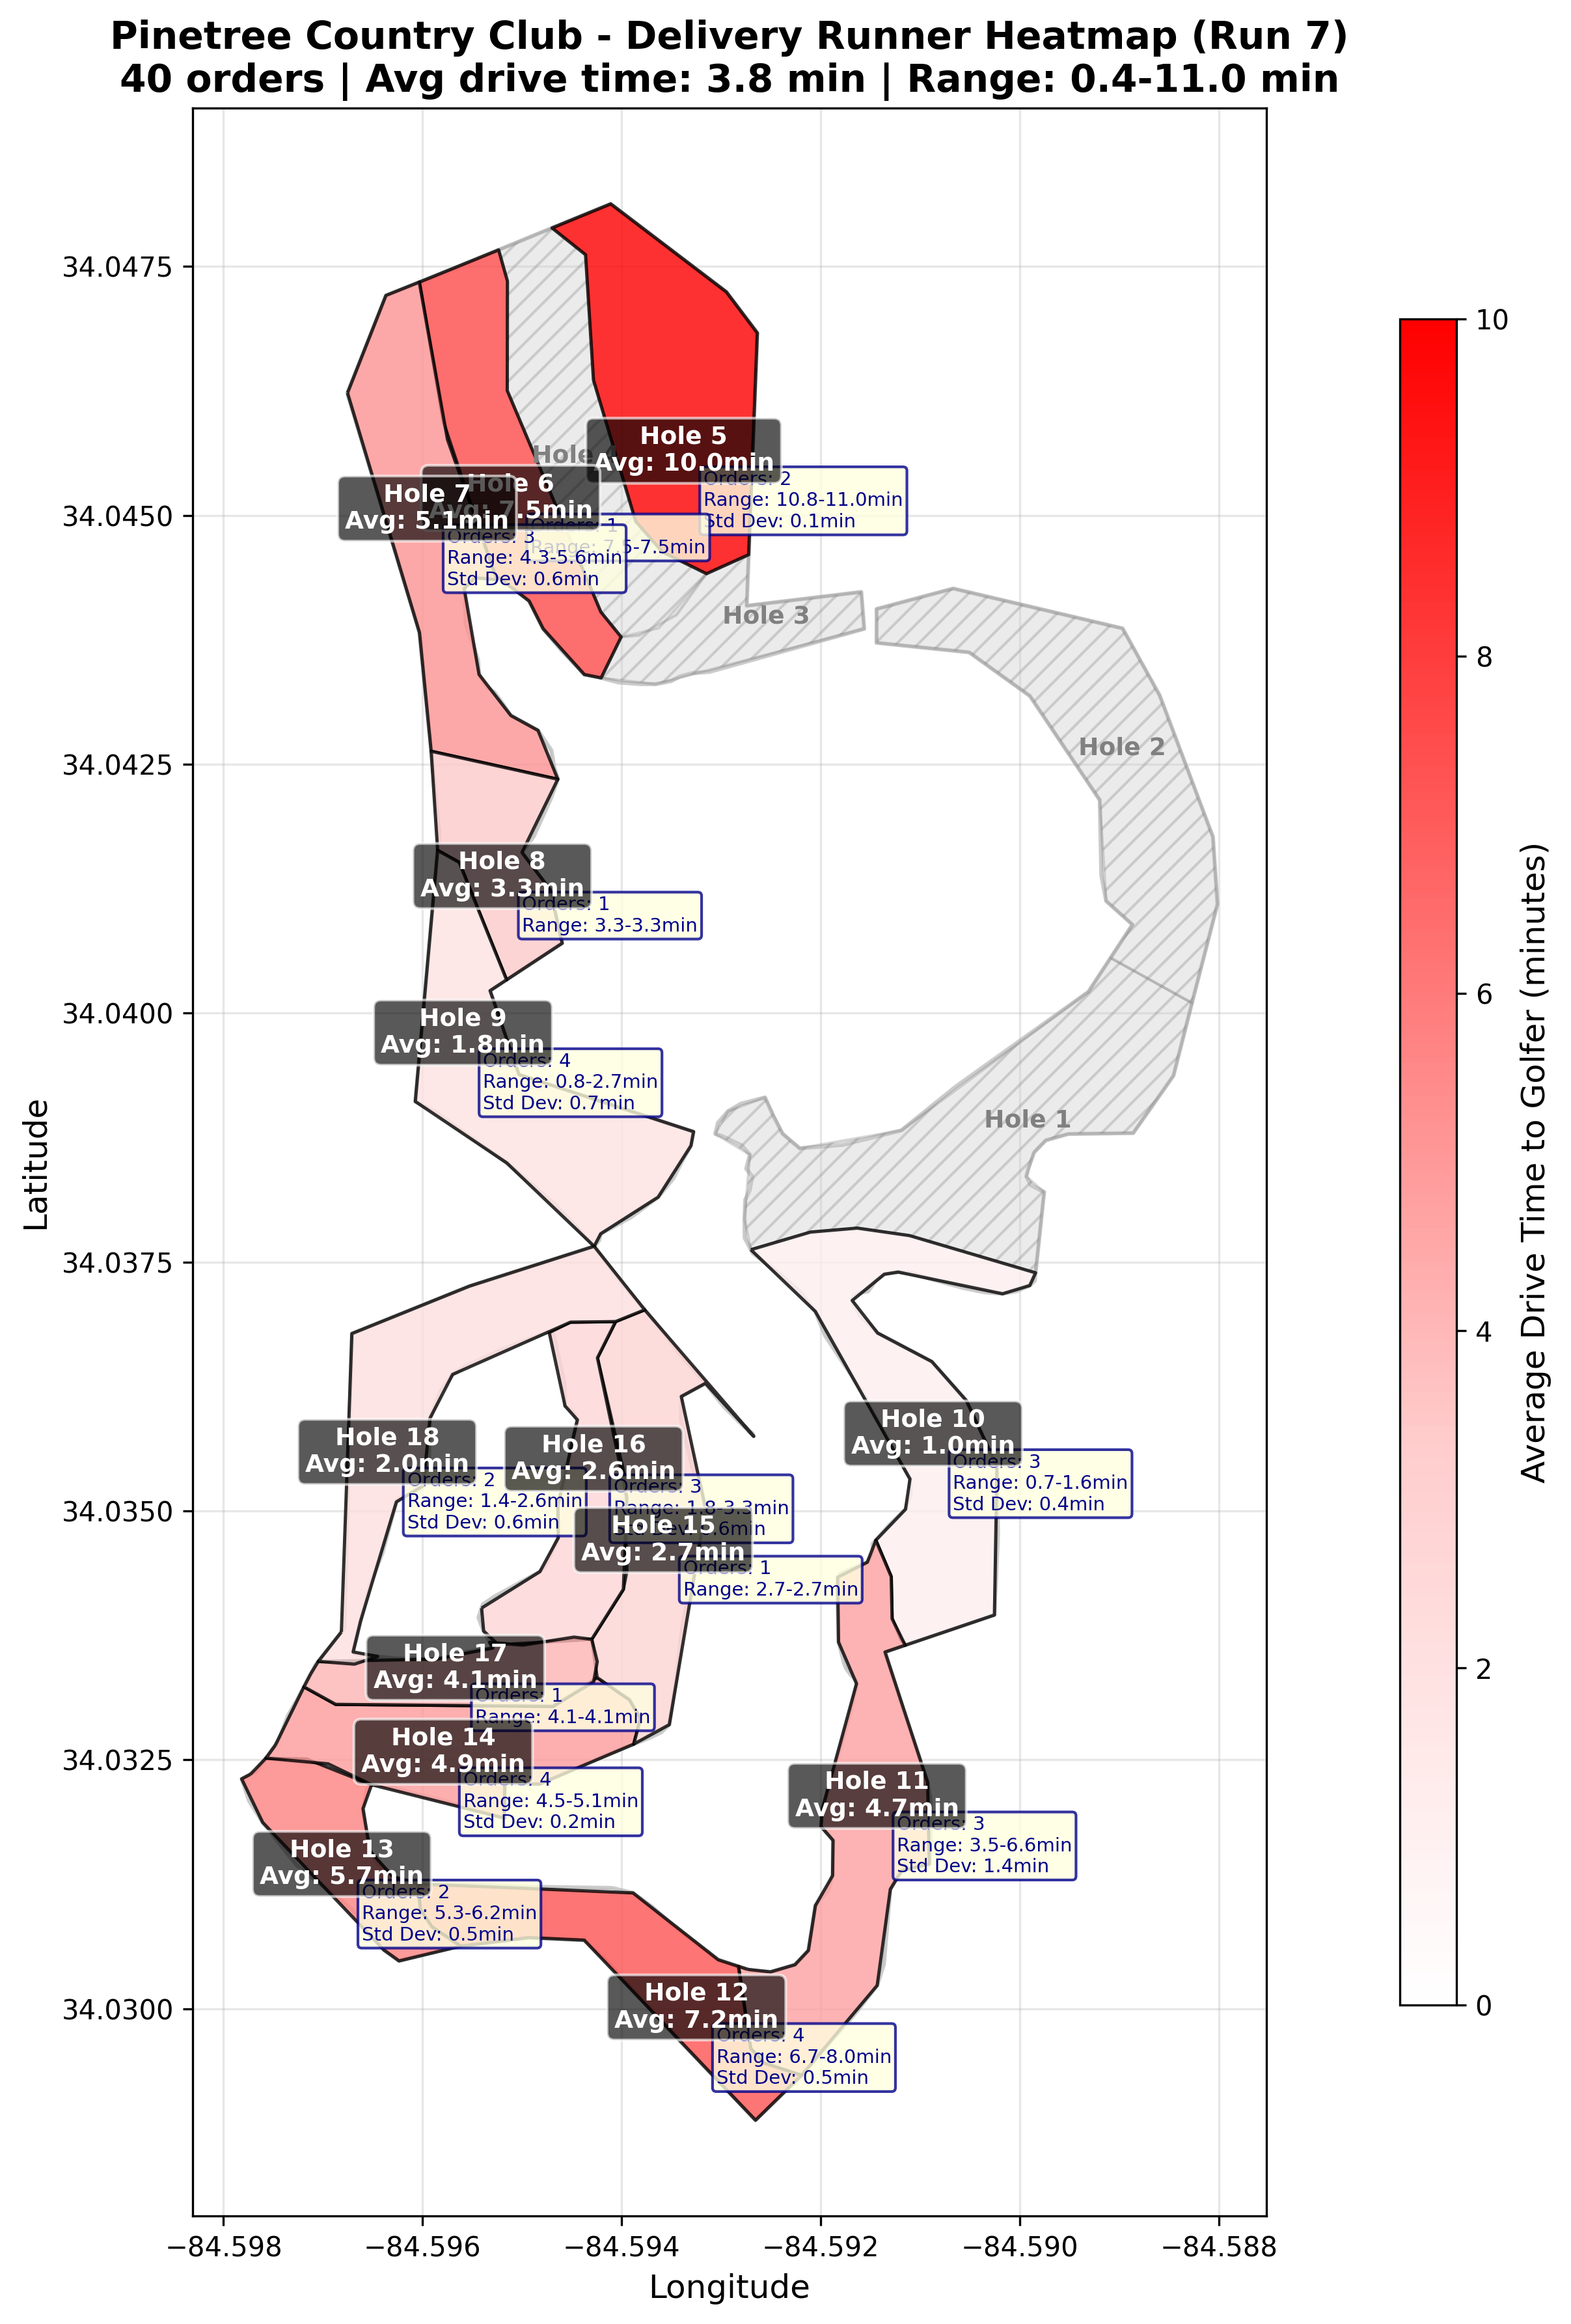 Pinetree Country Club - Delivery Runner Heatmap (Run 7)
40 orders | Avg drive time: 3.8 min | Range: 0.4-11.0 min
34.0475
34.0450
34.0425
34.0400
34.0375
34.0350
34.0325
34.0300
Latitude
−84.598
−84.596
−84.594
−84.592
−84.590
−84.588
Longitude
Hole 5
Avg: 10.0min
Orders: 2
Range: 10.8-11.0min
Std Dev: 0.1min
Hole
Hole 6
Avg: 7.5min
Orders: 1
Range: 7.5-7.5min
Hole 7
Avg: 5.1min
Orders: 3
Range: 4.3-5.6min
Std Dev: 0.6min
Hole 3
Hole 2
Hole 8
Avg: 3.3min
Orders: 1
Range: 3.3-3.3min
Hole 9
Avg: 1.8min
Orders: 4
Range: 0.8-2.7min
Std Dev: 0.7min
Hole 1
Hole 10
Avg: 1.0min
Orders: 3
Range: 0.7-1.6min
Std Dev: 0.4min
Hole 18
Avg: 2.0min
Orders: 2
Range: 1.4-2.6min
Std Dev: 0.6min
Hole 16
Avg: 2.6min
Orders: 3
Range: 1.8-3.3min
Std Dev: 0.6min
Hole 15
Avg: 2.7min
Orders: 1
Range: 2.7-2.7min
Hole 17
Avg: 4.1min
Orders: 1
Range: 4.1-4.1min
Hole 14
Avg: 4.9min
Orders: 4
Range: 4.5-5.1min
Std Dev: 0.2min
Hole 11
Avg: 4.7min
Orders: 3
Range: 3.5-6.6min
Std Dev: 1.4min
Hole 13
Avg: 5.7min
Orders: 2
Range: 5.3-6.2min
Std Dev: 0.5min
Hole 12
Avg: 7.2min
Orders: 4
Range: 6.7-8.0min
Std Dev: 0.5min
10
8
6
4
2
0
Average Drive Time to Golfer (minutes)